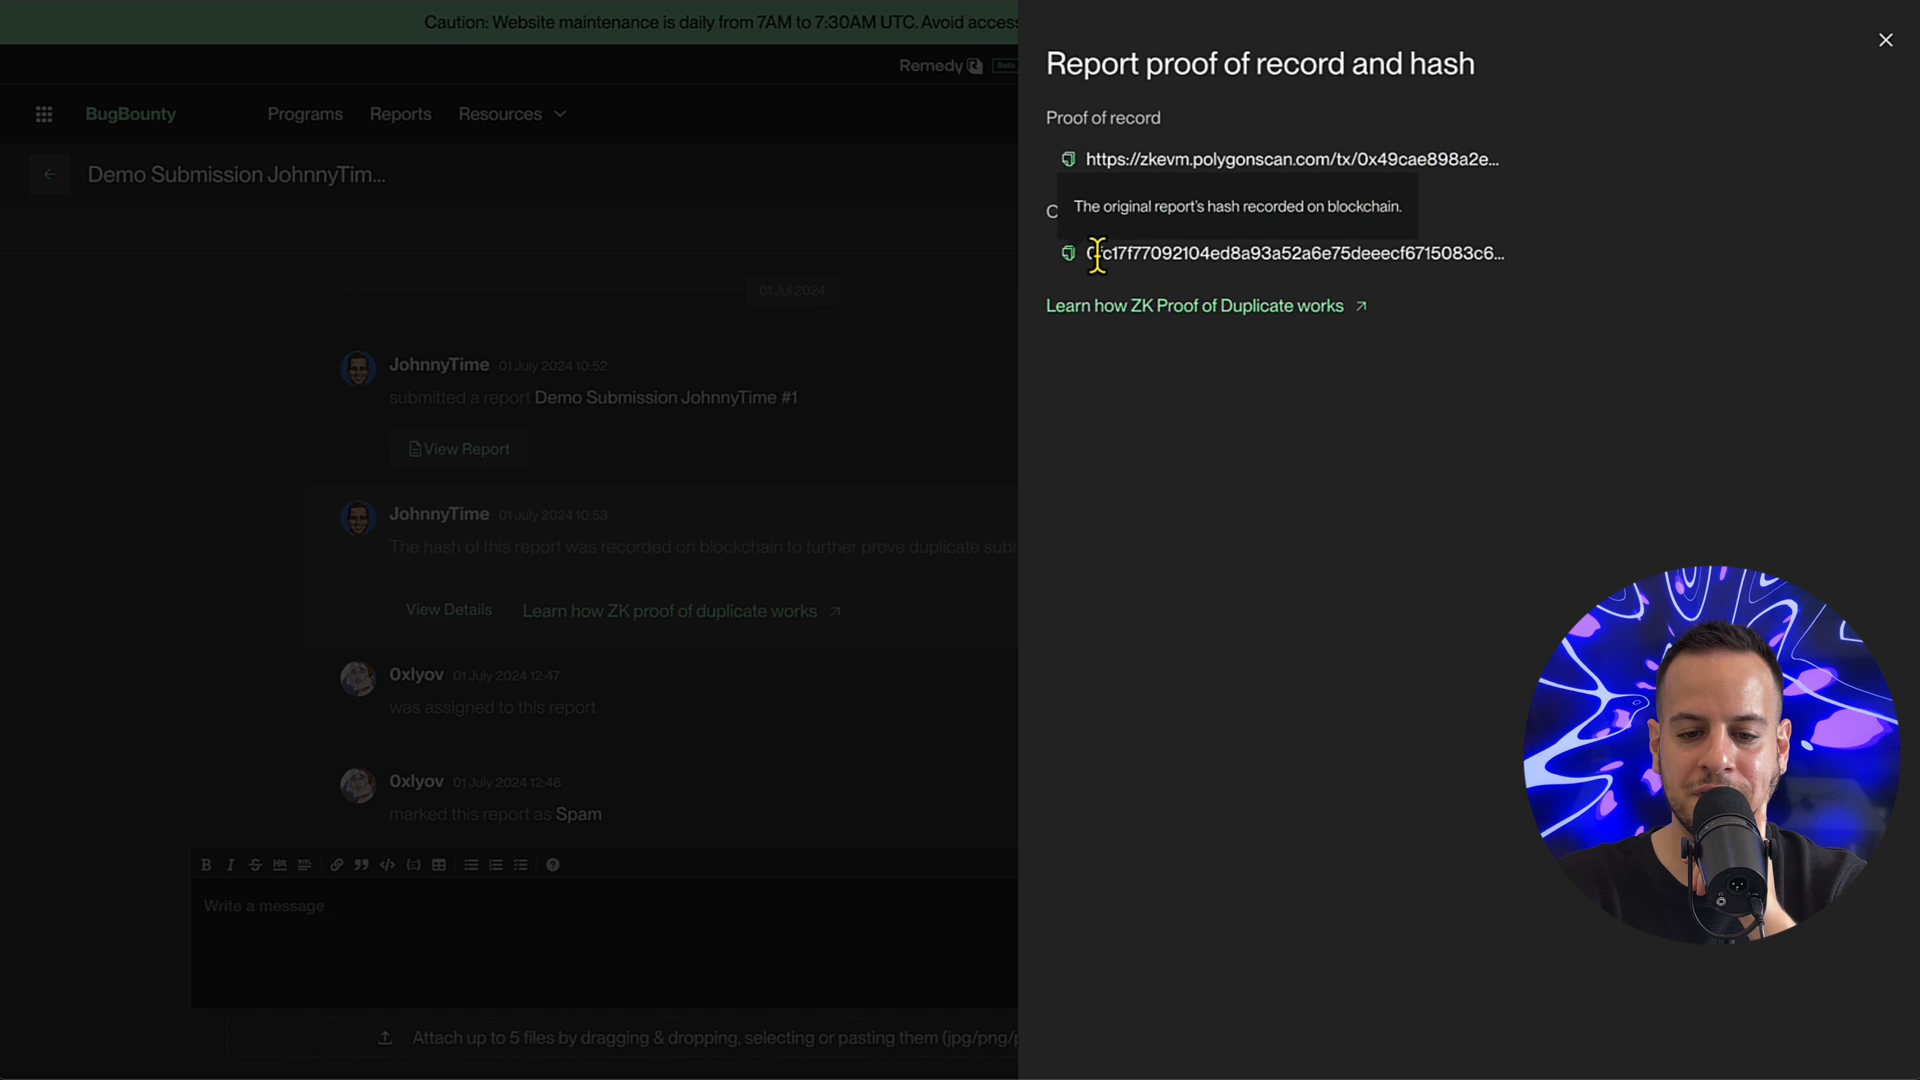 Caution: Website maintenance is daily from 7AM to 7:30AM UTC. Avoid access
Remedy Beta
BugBounty Programs Reports Resources
Demo Submission JohnnyTim...
01 Jul 2024
JohnnyTime 01 July 2024 10:52
submitted a report Demo Submission JohnnyTime #1
View Report
JohnnyTime 01 July 2024 10:53
The hash of this report was recorded on blockchain to further prove duplicate subm
View Details Learn how ZK proof of duplicate works
0xlyov 01 July 2024 12:47
was assigned to this report
0xlyov 01 July 2024 12:48
marked this report as Spam
Write a message
Attach up to 5 files by dragging & dropping, selecting or pasting them (jpg/png/p
Report proof of record and hash
Proof of record
https://zkevm.polygonscan.com/tx/0x49cae898a2e...
The original report's hash recorded on blockchain.
0fc17f77092104ed8a93a52a6e75deeecf6715083c6...
Learn how ZK Proof of Duplicate works